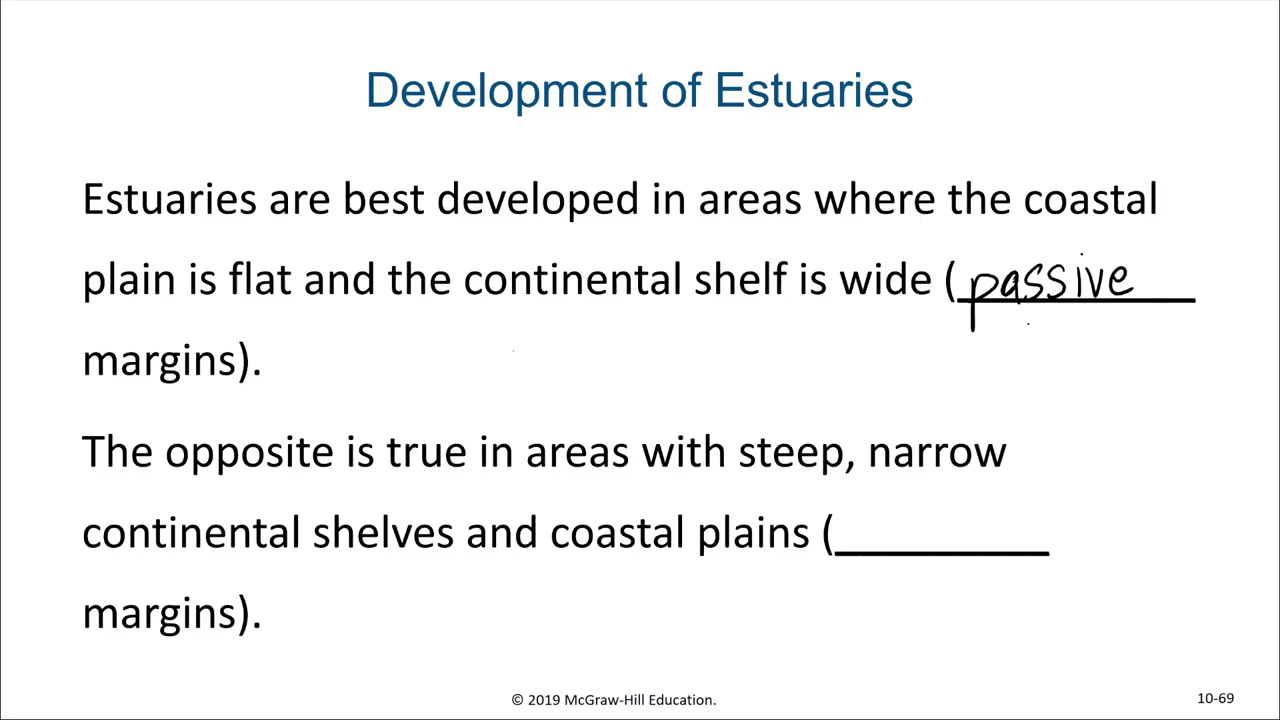 Development of Estuaries
Estuaries are best developed in areas where the coastal
plain is flat and the continental shelf is wide (passive
margins).
The opposite is true in areas with steep, narrow
continental shelves and coastal plains (__________
margins).
© 2019 McGraw-Hill Education.
10-69